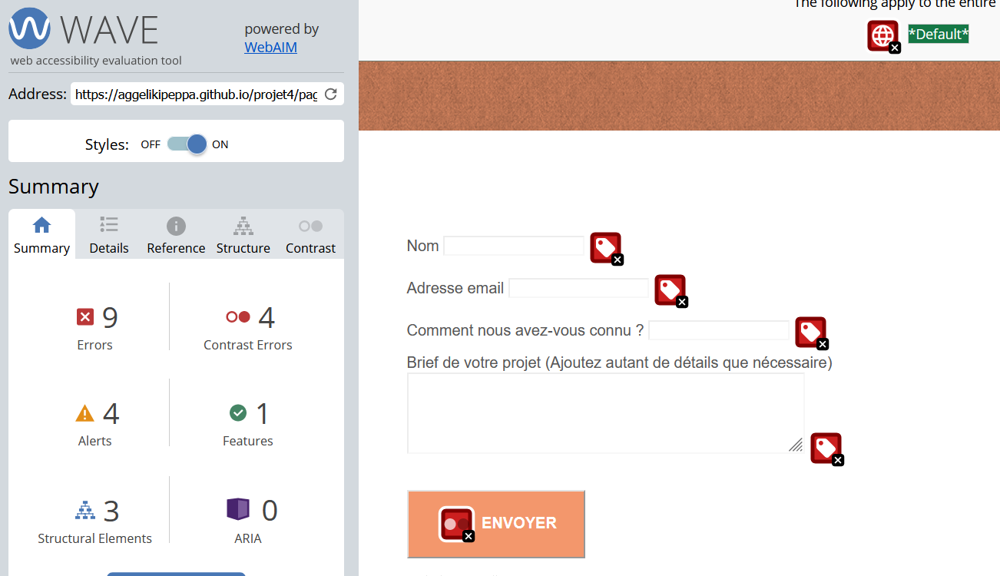 WAVE
powered by
WebAIM
web accessibility evaluation tool
Address: https://aggelikipeppa.github.io/projet4/pag
Styles: OFF ON
Summary
Summary Details Reference Structure Contrast
9 4
Errors Contrast Errors
4 1
Alerts Features
3 0
Structural Elements ARIA
The following apply to the entire
*Default*
Nom
Adresse email
Comment nous avez-vous connu ?
Brief de votre projet (Ajoutez autant de détails que nécessaire)
ENVOYER